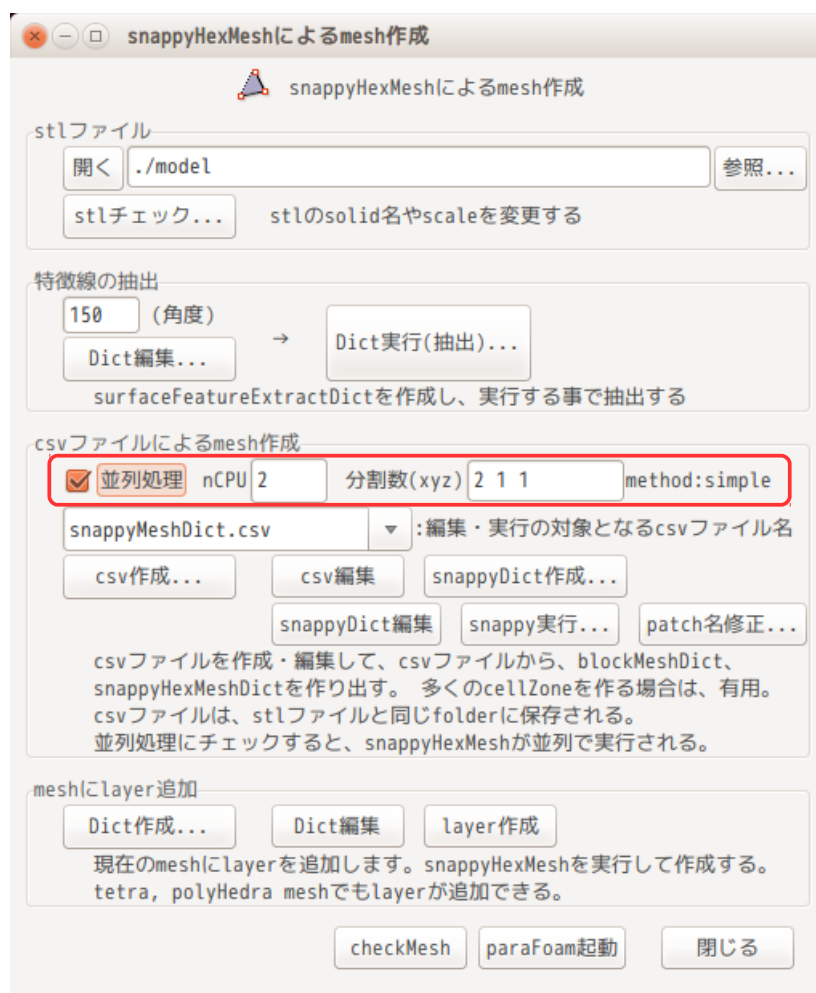 snappyHexMeshによるmesh作成
snappyHexMeshによるmesh作成
stlファイル
開く ./model 参照...
stlチェック... stlのsolid名やscaleを変更する
特徴線の抽出
150 (角度)
→ Dict実行(抽出)...
Dict編集...
surfaceFeatureExtractDictを作成し、実行する事で抽出する
csvファイルによるmesh作成
並列処理 nCPU 2 分割数(xyz) 2 1 1 method:simple
snappyMeshDict.csv :編集・実行の対象となるcsvファイル名
csv作成... csv編集 snappyDict作成...
snappyDict編集 snappy実行... patch名修正...
csvファイルを作成・編集して、csvファイルから、blockMeshDict、
snappyHexMeshDictを作り出す。 多くのcellZoneを作る場合は、有用。
csvファイルは、stlファイルと同じfolderに保存される。
並列処理にチェックすると、snappyHexMeshが並列で実行される。
meshにlayer追加
Dict作成... Dict編集 layer作成
現在のmeshにlayerを追加します。snappyHexMeshを実行して作成する。
tetra, polyHedra meshでもlayerが追加できる。
checkMesh paraFoam起動 閉じる